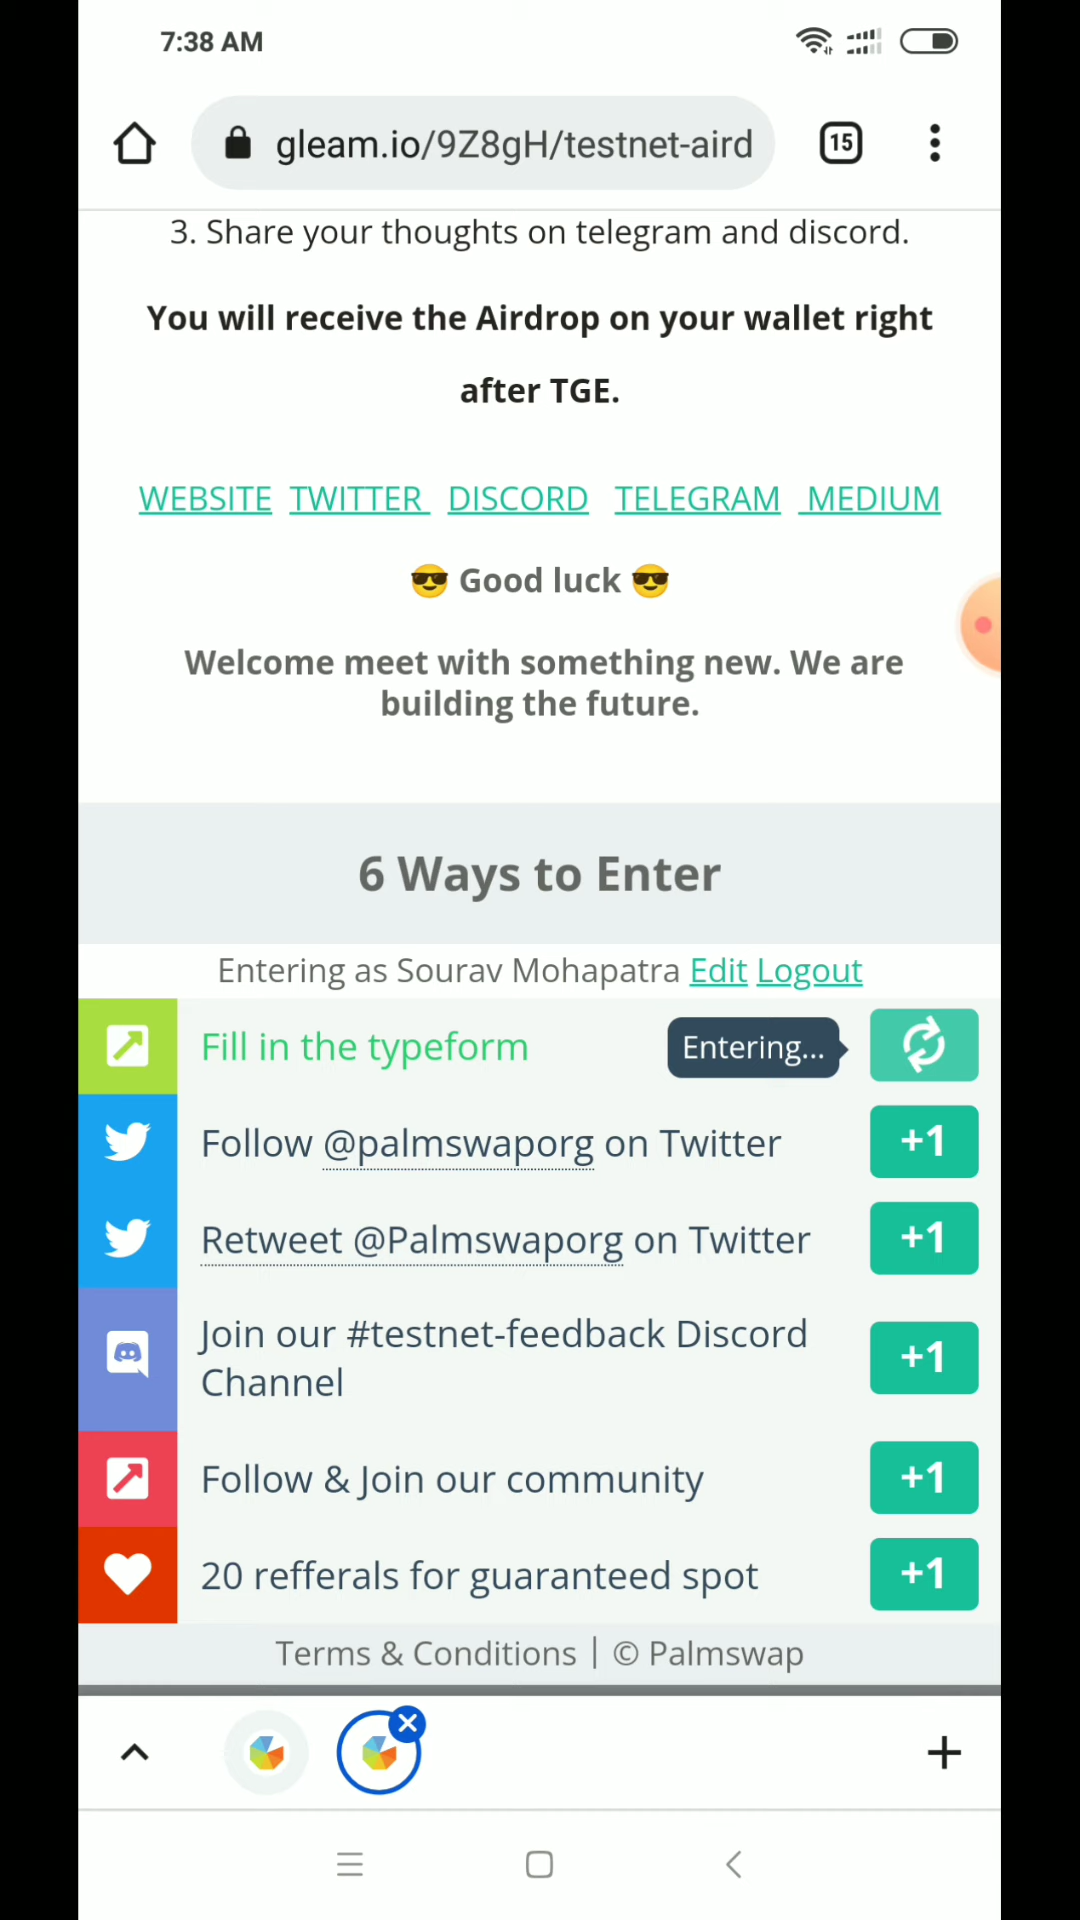 7:38 AM
gleam.io/9Z8gH/testnet-aird
15
3. Share your thoughts on telegram and discord.
You will receive the Airdrop on your wallet right
after TGE.
WEBSITE TWITTER DISCORD TELEGRAM MEDIUM
😎 Good luck 😎
Welcome meet with something new. We are
building the future.
6 Ways to Enter
Entering as Sourav Mohapatra Edit Logout
Fill in the typeform
Entering...
Follow @palmswaporg on Twitter
+1
Retweet @Palmswaporg on Twitter
+1
Join our #testnet-feedback Discord
Channel
+1
Follow & Join our community
+1
20 refferals for guaranteed spot
+1
Terms & Conditions | © Palmswap